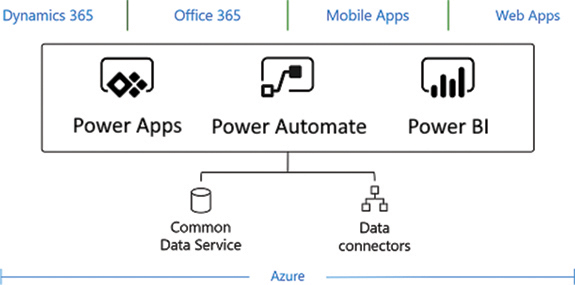 Dynamics 365 Office 365 Mobile Apps Web Apps
Power Apps Power Automate Power BI
Common Data
Data Service connectors
Azure